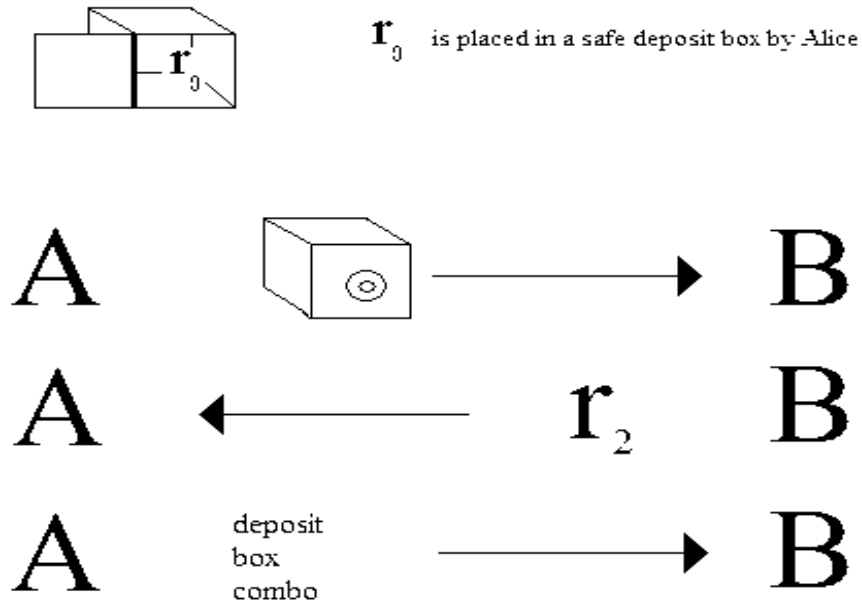 r0
r0 is placed in a safe deposit box by Alice
A B
A r2 B
A deposit box combo B